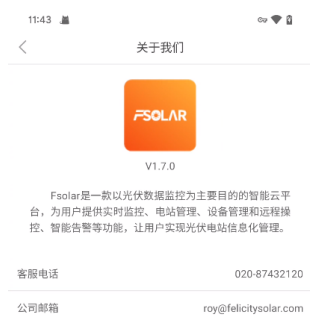 11:43
关于我们
FSOLAR
V1.7.0
Fsolar是一款以光伏数据监控为主要目的的智能云平
台，为用户提供实时监控、电站管理、设备管理和远程操
控、智能告警等功能，让用户实现光伏电站信息化管理。
客服电话 020-87432120
公司邮箱 roy@felicitysolar.com